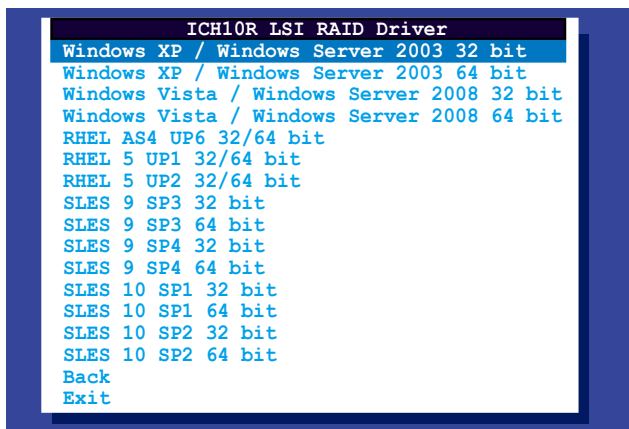 ICH10R LSI RAID Driver
Windows XP / Windows Server 2003 32 bit
Windows XP / Windows Server 2003 64 bit
Windows Vista / Windows Server 2008 32 bit
Windows Vista / Windows Server 2008 64 bit
RHEL AS4 UP6 32/64 bit
RHEL 5 UP1 32/64 bit
RHEL 5 UP2 32/64 bit
SLES 9 SP3 32 bit
SLES 9 SP3 64 bit
SLES 9 SP4 32 bit
SLES 9 SP4 64 bit
SLES 10 SP1 32 bit
SLES 10 SP1 64 bit
SLES 10 SP2 32 bit
SLES 10 SP2 64 bit
Back
Exit